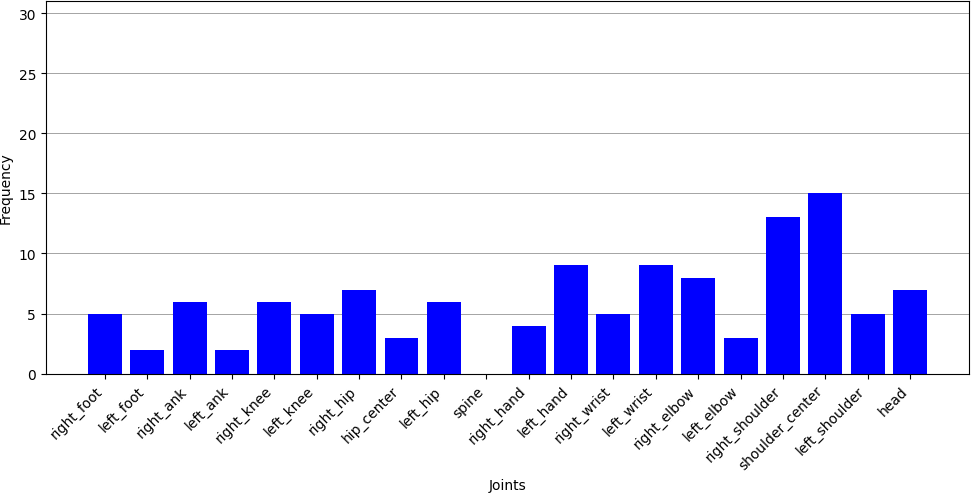 30
25
20
15
10
5
0
Frequency
right_foot
left_foot
right_ank
left_ank
right_knee
left_knee
right_hip
hip_center
left_hip
spine
right_hand
left_hand
right_wrist
left_wrist
right_elbow
left_elbow
right_shoulder
shoulder_center
left_shoulder
head
Joints